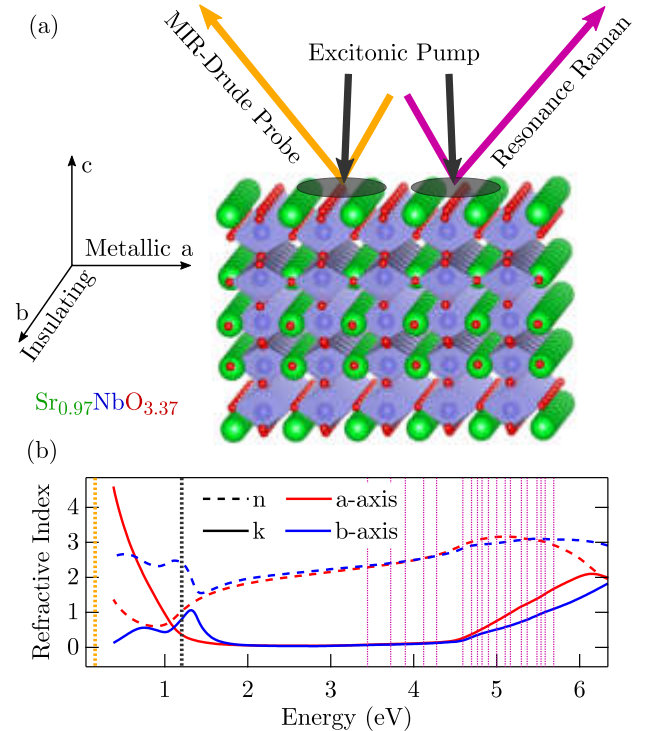 (a)
MIR-Drude Probe
Excitonic Pump
Resonance Raman
c
Metallic a
b
Insulating
Sr0.97NbO3.37
(b)
Refractive Index
4
3
2
1
0
n
a-axis
k
b-axis
1 2 3 4 5 6
Energy (eV)